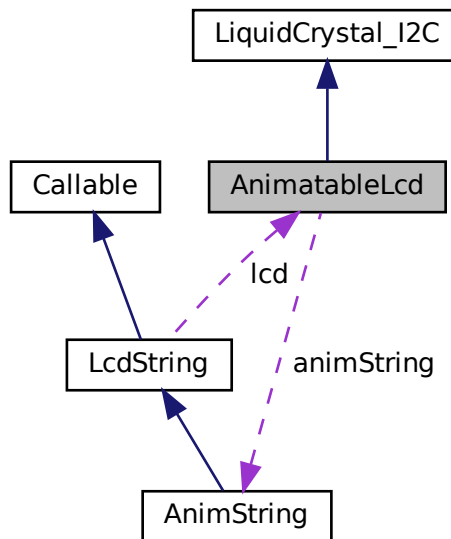 LiquidCrystal_I2C
Callable
AnimatableLcd
lcd
LcdString
animString
AnimString